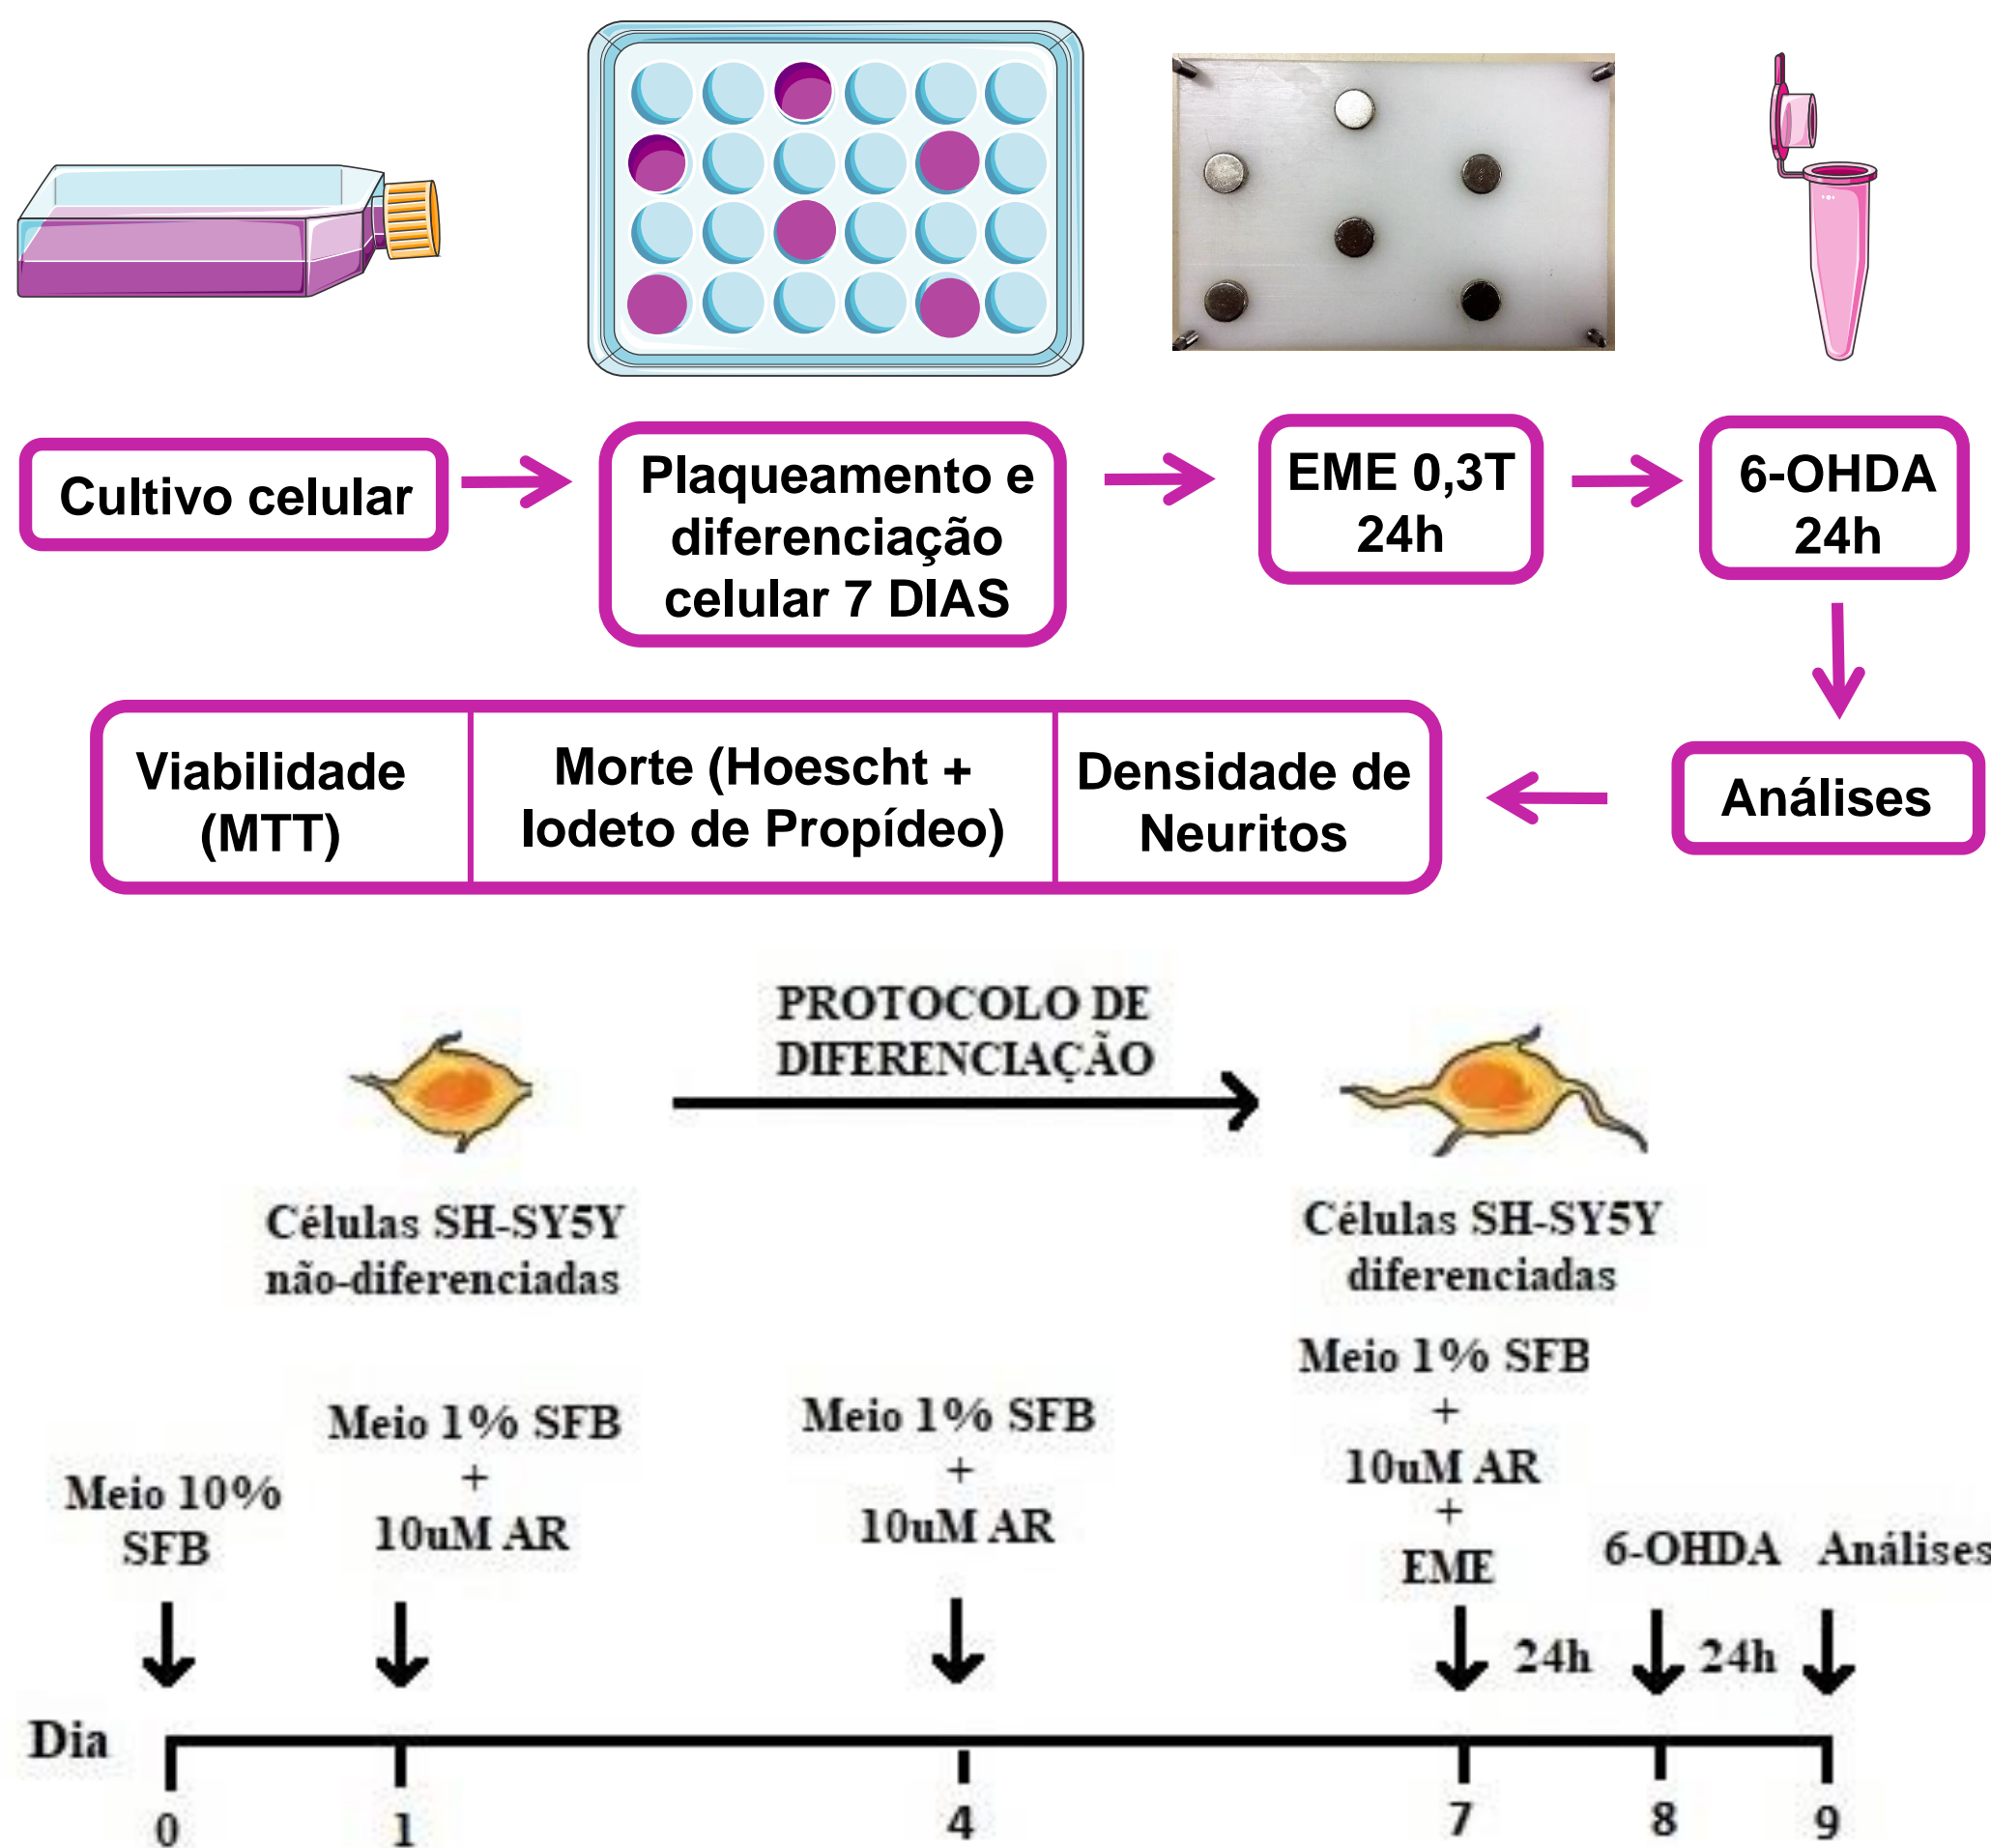 Cultivo celular
Plaqueamento e
diferenciação
celular 7 DIAS
EME 0,3T
24h
6-OHDA
24h
Viabilidade
(MTT)
Morte (Hoescht +
Iodeto de Propídeo)
Densidade de
Neuritos
Análises
PROTOCOLO DE
DIFERENCIAÇÃO
Células SH-SY5Y
não-diferenciadas
Células SH-SY5Y
diferenciadas
Meio 10%
SFB
Meio 1% SFB
+
10uM AR
Meio 1% SFB
+
10uM AR
Meio 1% SFB
+
10uM AR
+
EME
6-OHDA
Análises
24h
24h
Dia
0
1
4
7
8
9